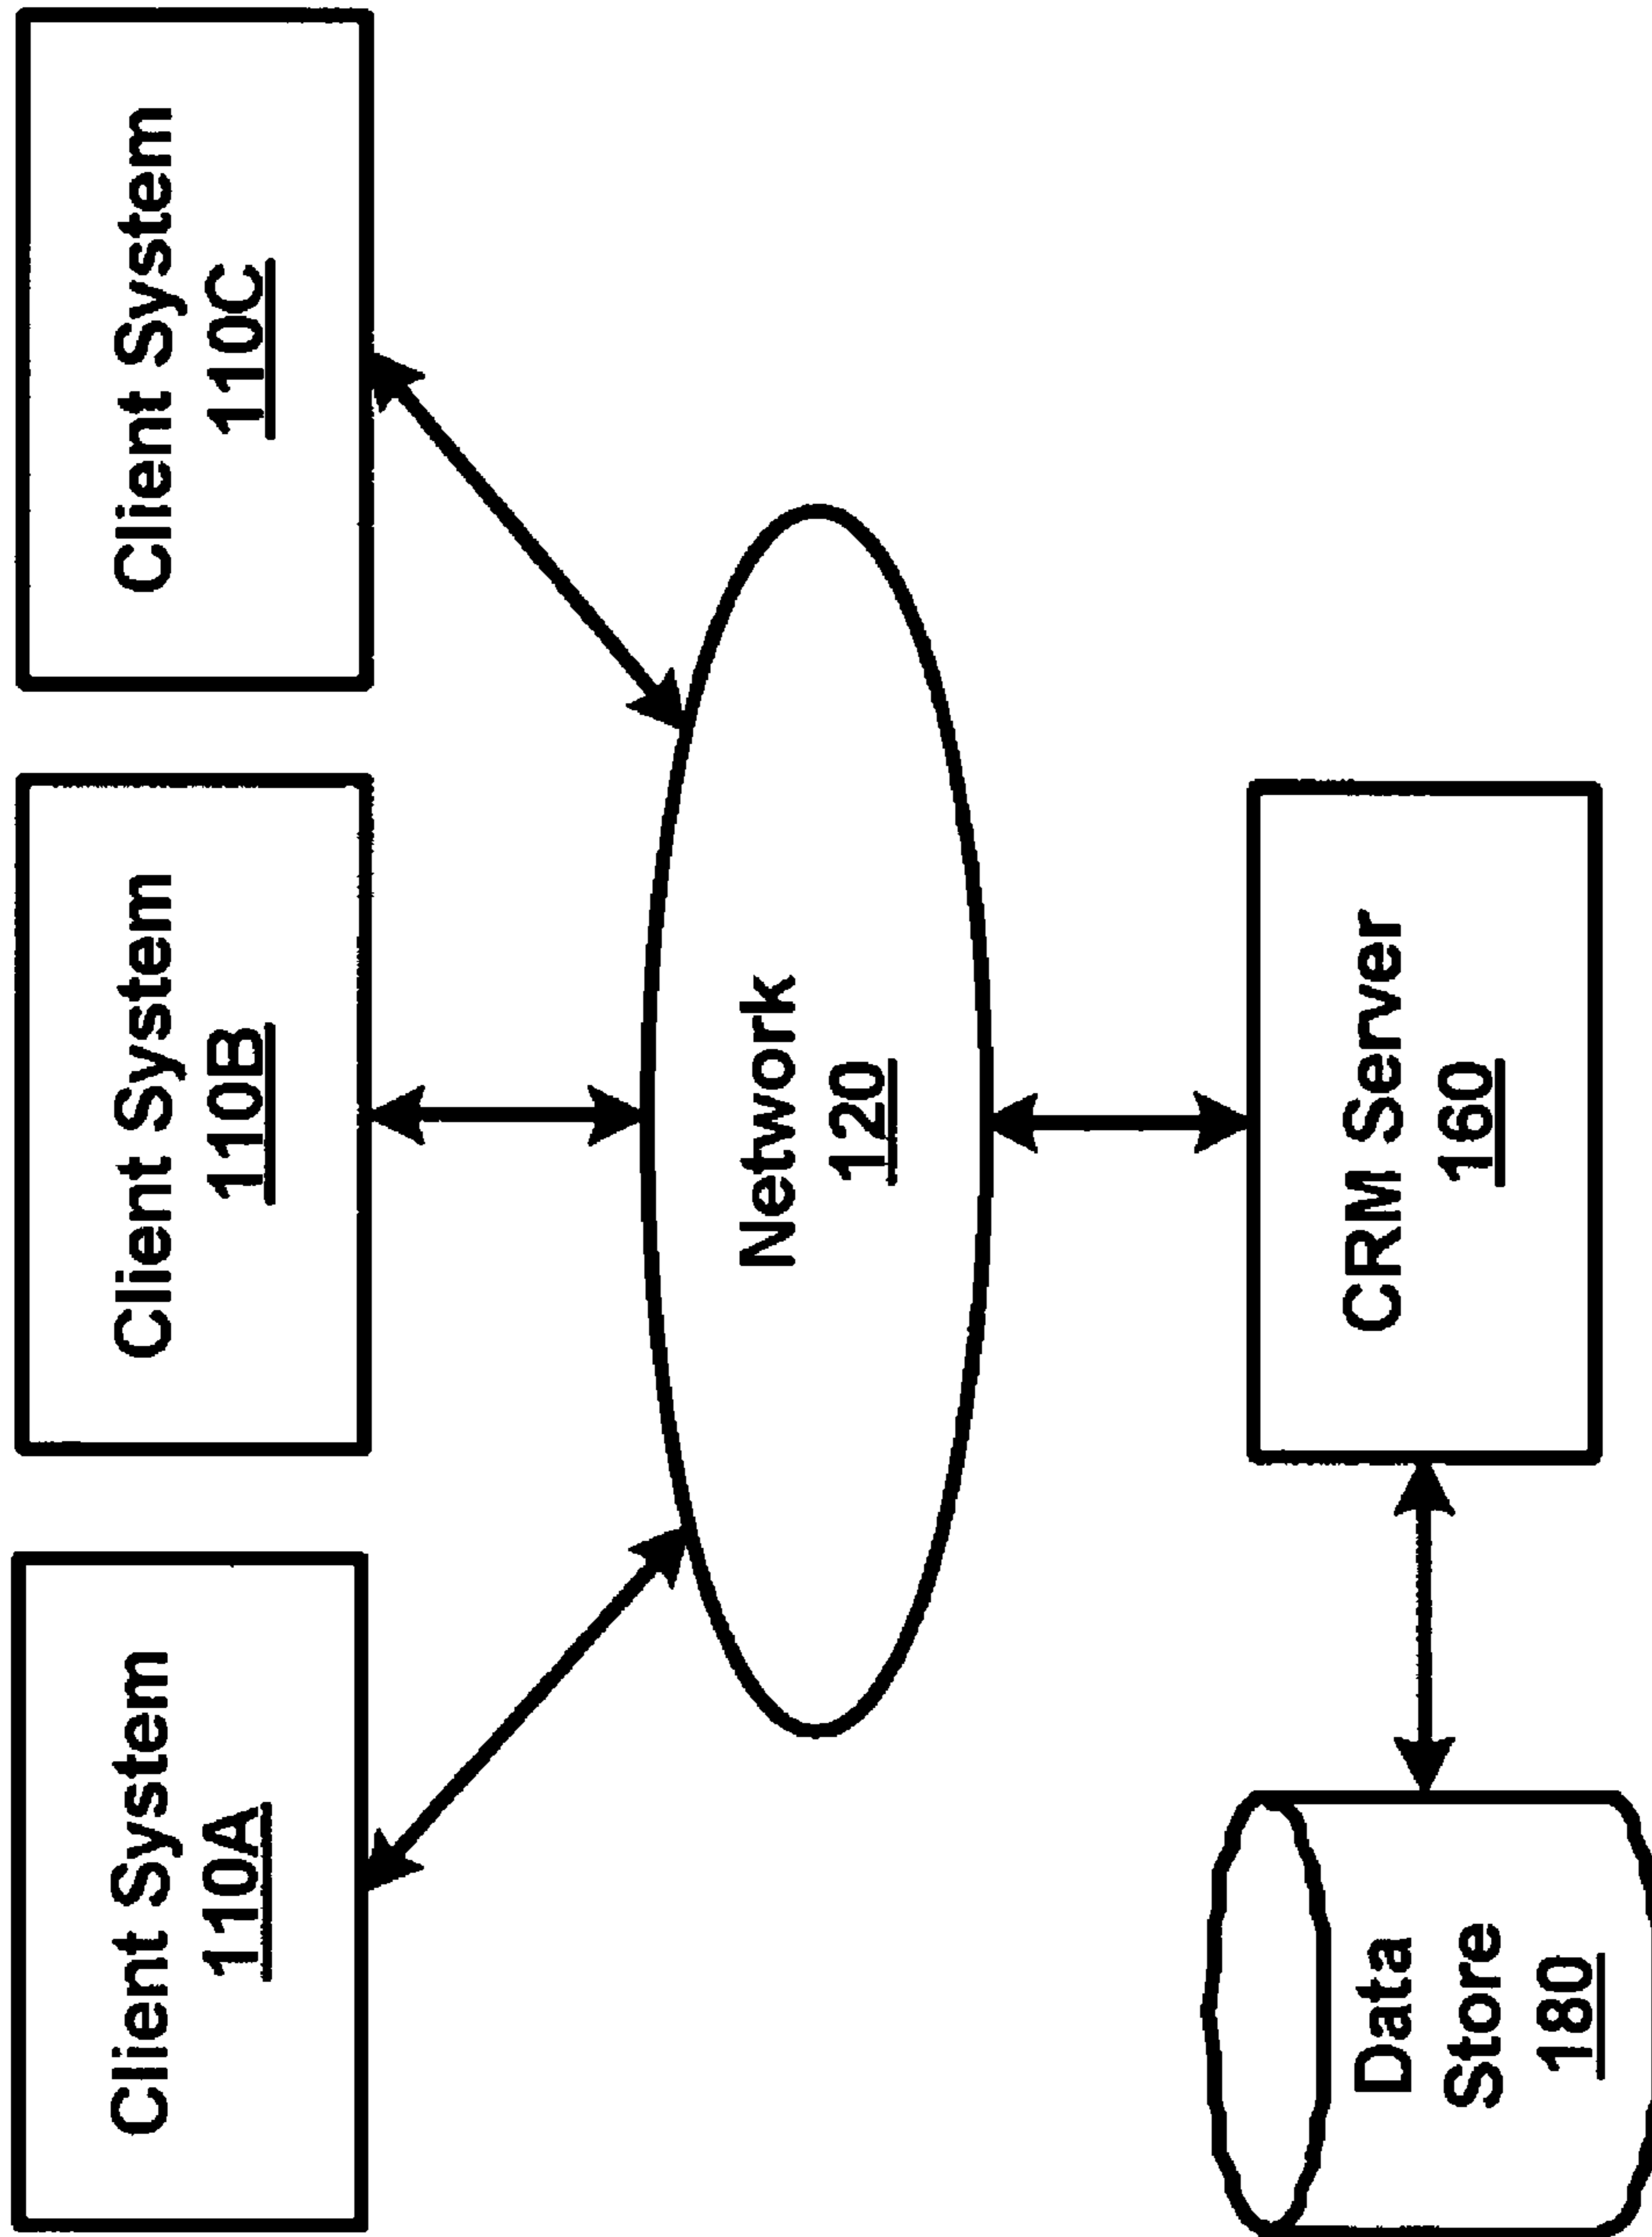 Client System
110A
Client System
110B
Client System
110C
Network
120
Data
Store
180
CRM Server
160